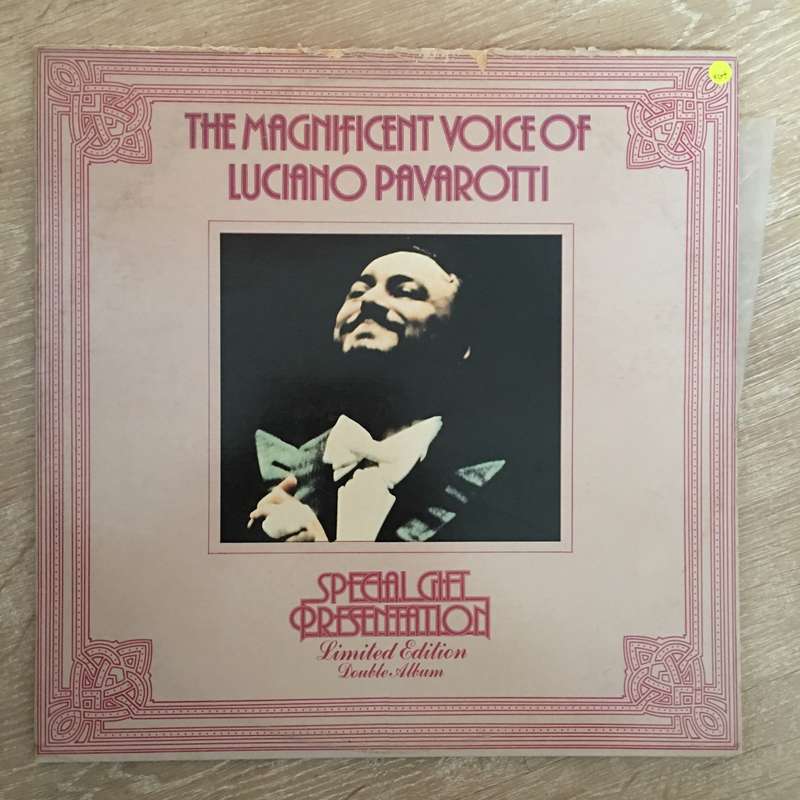 THE MAGNIFICENT VOICE OF
LUCIANO PAVAROTTI
SPECIAL GIFT
PRESENTATION
Limited Edition
Double Album